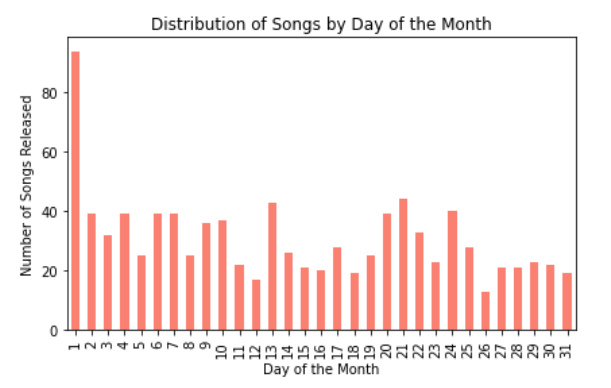 Distribution of Songs by Day of the Month
Number of Songs Released
80
60
40
20
0
1 2 3 4 5 6 7 8 9 10 11 12 13 14 15 16 17 18 19 20 21 22 23 24 25 26 27 28 29 30 31
Day of the Month